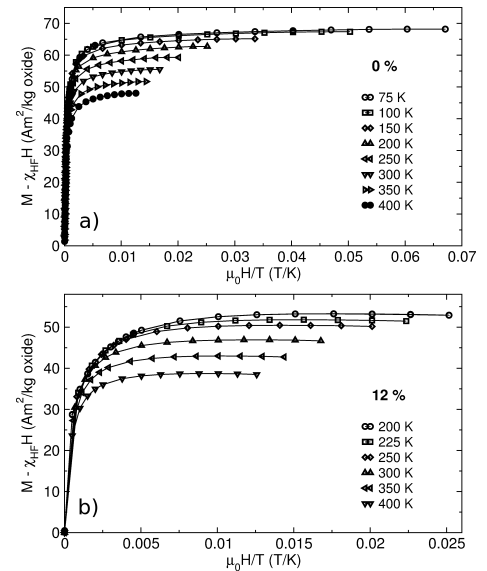 70
60
50
40
30
20
10
0
M - χHFH (Am²/kg oxide)
0 %
75 K
100 K
150 K
200 K
250 K
300 K
350 K
400 K
a)
0 0.01 0.02 0.03 0.04 0.05 0.06 0.07
μ0H/T (T/K)
50
40
30
20
10
0
M - χHFH (Am²/kg oxide)
12 %
200 K
225 K
250 K
300 K
350 K
400 K
b)
0 0.005 0.01 0.015 0.02 0.025
μ0H/T (T/K)